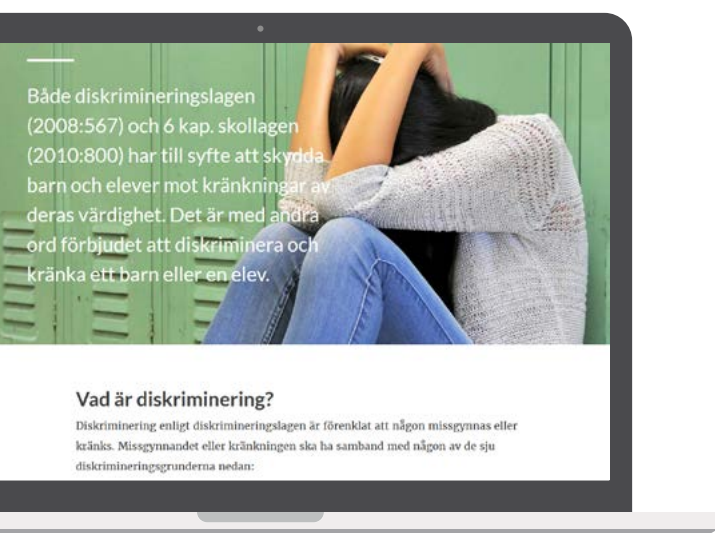 Både diskrimineringslagen
(2008:567) och 6 kap. skollagen
(2010:800) har till syfte att skydda
barn och elever mot kränkningar av
deras värdighet. Det är med andra
ord förbjudet att diskriminera och
kränka ett barn eller en elev.
Vad är diskriminering?
Diskriminering enligt diskrimineringslagen är förenklat att någon missgynnas eller
kränks. Missgynnandet eller kränkningen ska ha samband med någon av de sju
diskrimineringsgrunderna nedan: